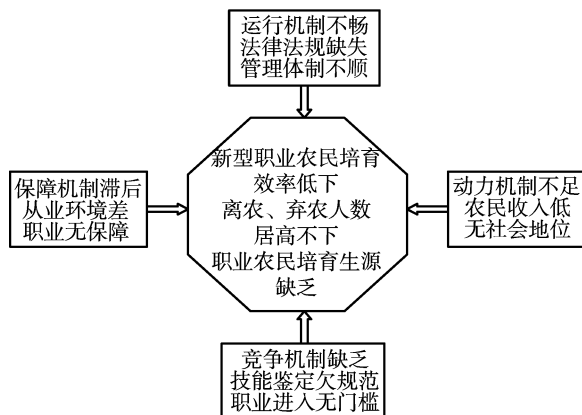 运行机制不畅
法律法规缺失
管理体制不顺
新型职业农民培育
效率低下
离农、弃农人数
居高不下
职业农民培育生源
缺乏
保障机制滞后
从业环境差
职业无保障
动力机制不足
农民收入低
无社会地位
竞争机制缺乏
技能鉴定欠规范
职业进入无门槛